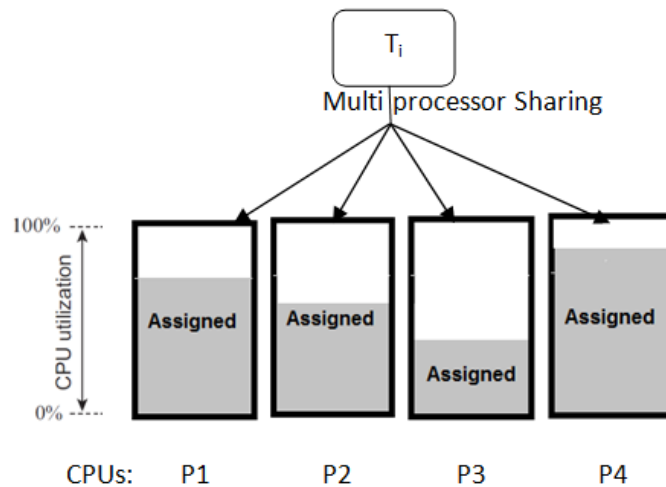 Ti
Multi processor Sharing
100%
CPU utilization
0%
Assigned
Assigned
Assigned
Assigned
CPUs: P1 P2 P3 P4